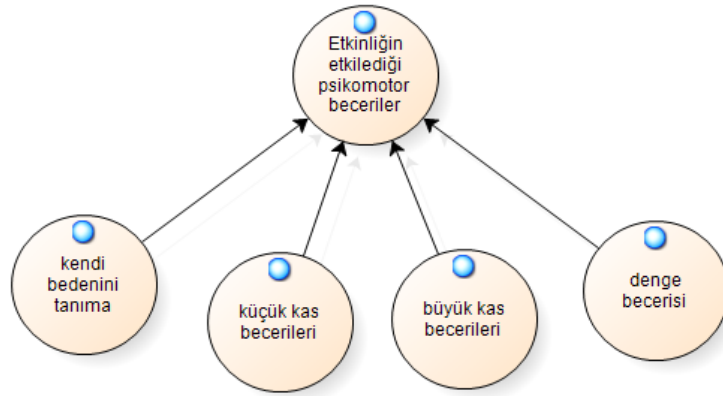 Etkinliğin
etkilediği
psikomotor
beceriler
kendi
bedenini
tanıma
küçük kas
becerileri
büyük kas
becerileri
denge
becerisi